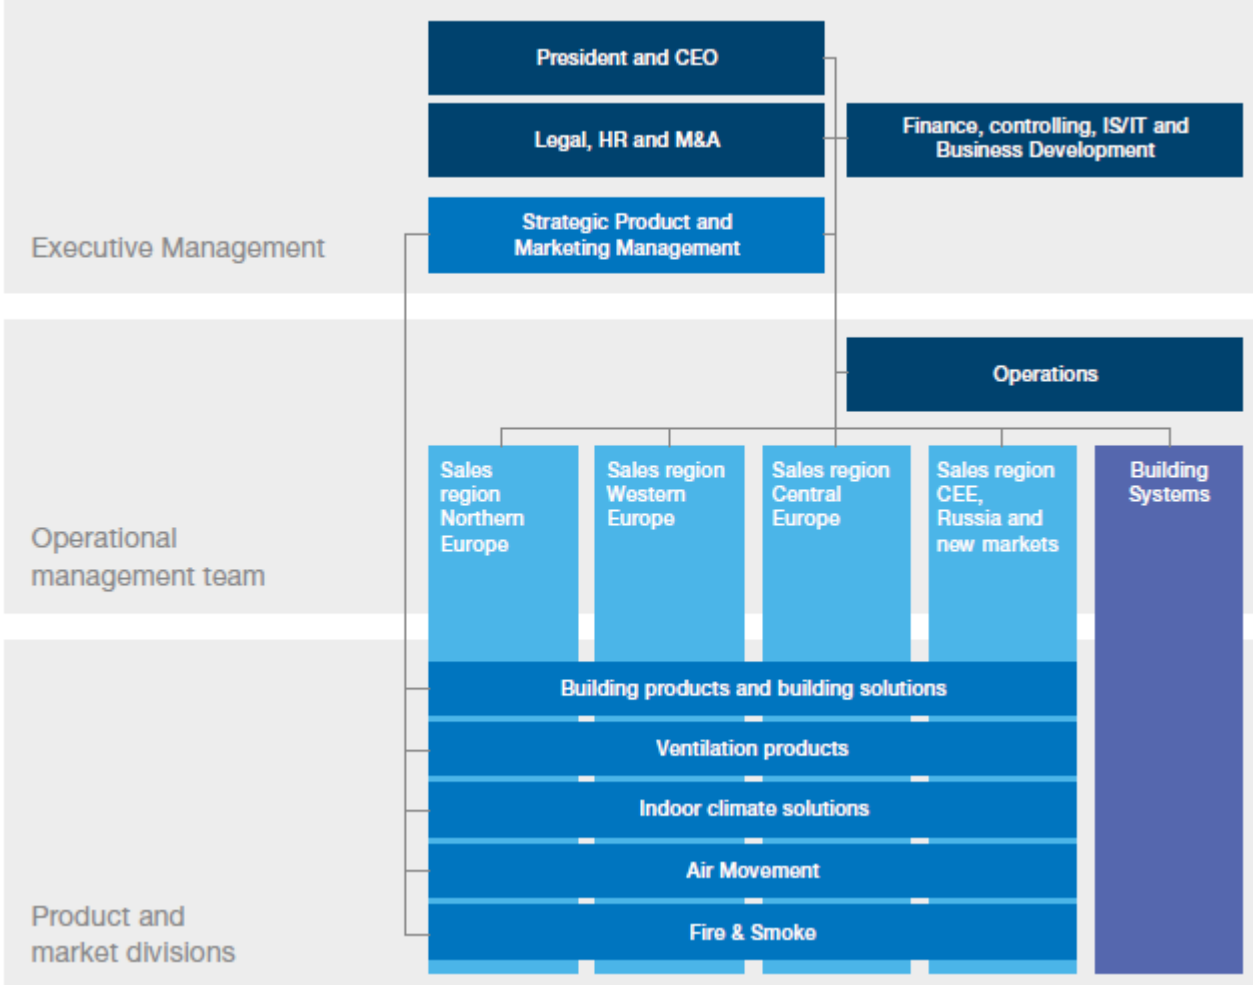 President and CEO
Legal, HR and M&A
Finance, controlling, IS/IT and
Business Development
Strategic Product and
Marketing Management
Executive Management
Operations
Sales
region
Northern
Europe
Sales region
Western
Europe
Sales region
Central
Europe
Sales region
CEE,
Russia and
new markets
Building
Systems
Operational
management team
Building products and building solutions
Ventilation products
Indoor climate solutions
Air Movement
Fire & Smoke
Product and
market divisions